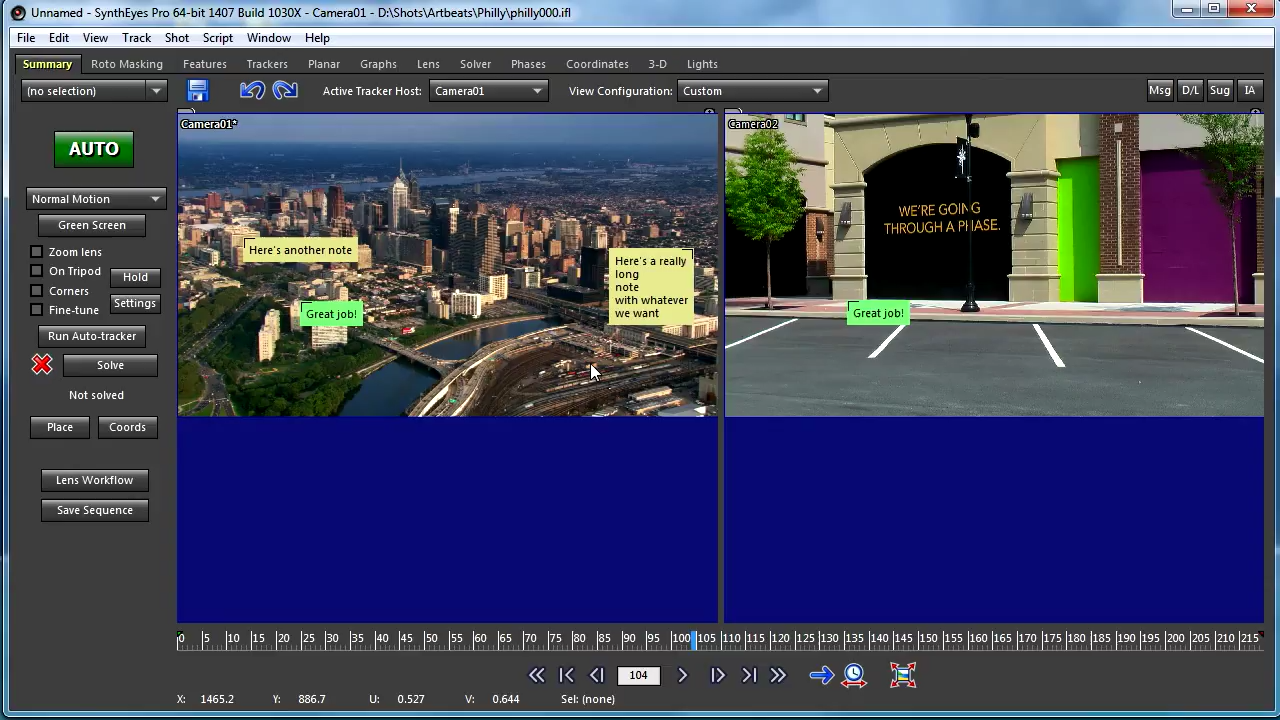 Unnamed - SynthEyes Pro 64-bit 1407 Build 1030X - Camera01 - D:\Shots\Artbeats\Philly\philly000.ifl
File Edit View Track Shot Script Window Help
Summary Roto Masking Features Trackers Planar Graphs Lens Solver Phases Coordinates 3-D Lights
(no selection) Active Tracker Host: Camera01 View Configuration: Custom Msg D/L Sug IA
Camera01*
Camera02
AUTO
Normal Motion
Green Screen
Zoom lens
On Tripod
Hold
Corners
Settings
Fine-tune
Run Auto-tracker
Solve
Not solved
Place Coords
Lens Workflow
Save Sequence
Here's another note
Great job!
Here's a really
long
note
with whatever
we want
WE'RE GOING
THROUGH A PHASE.
Great job!
0 5 10 15 20 25 30 35 40 45 50 55 60 65 70 75 80 85 90 95 100 105 110 115 120 125 130 135 140 145 150 155 160 165 170 175 180 185 190 195 200 205 210 215
104
X: 1465.2 Y: 886.7 U: 0.527 V: 0.644 Sel: (none)